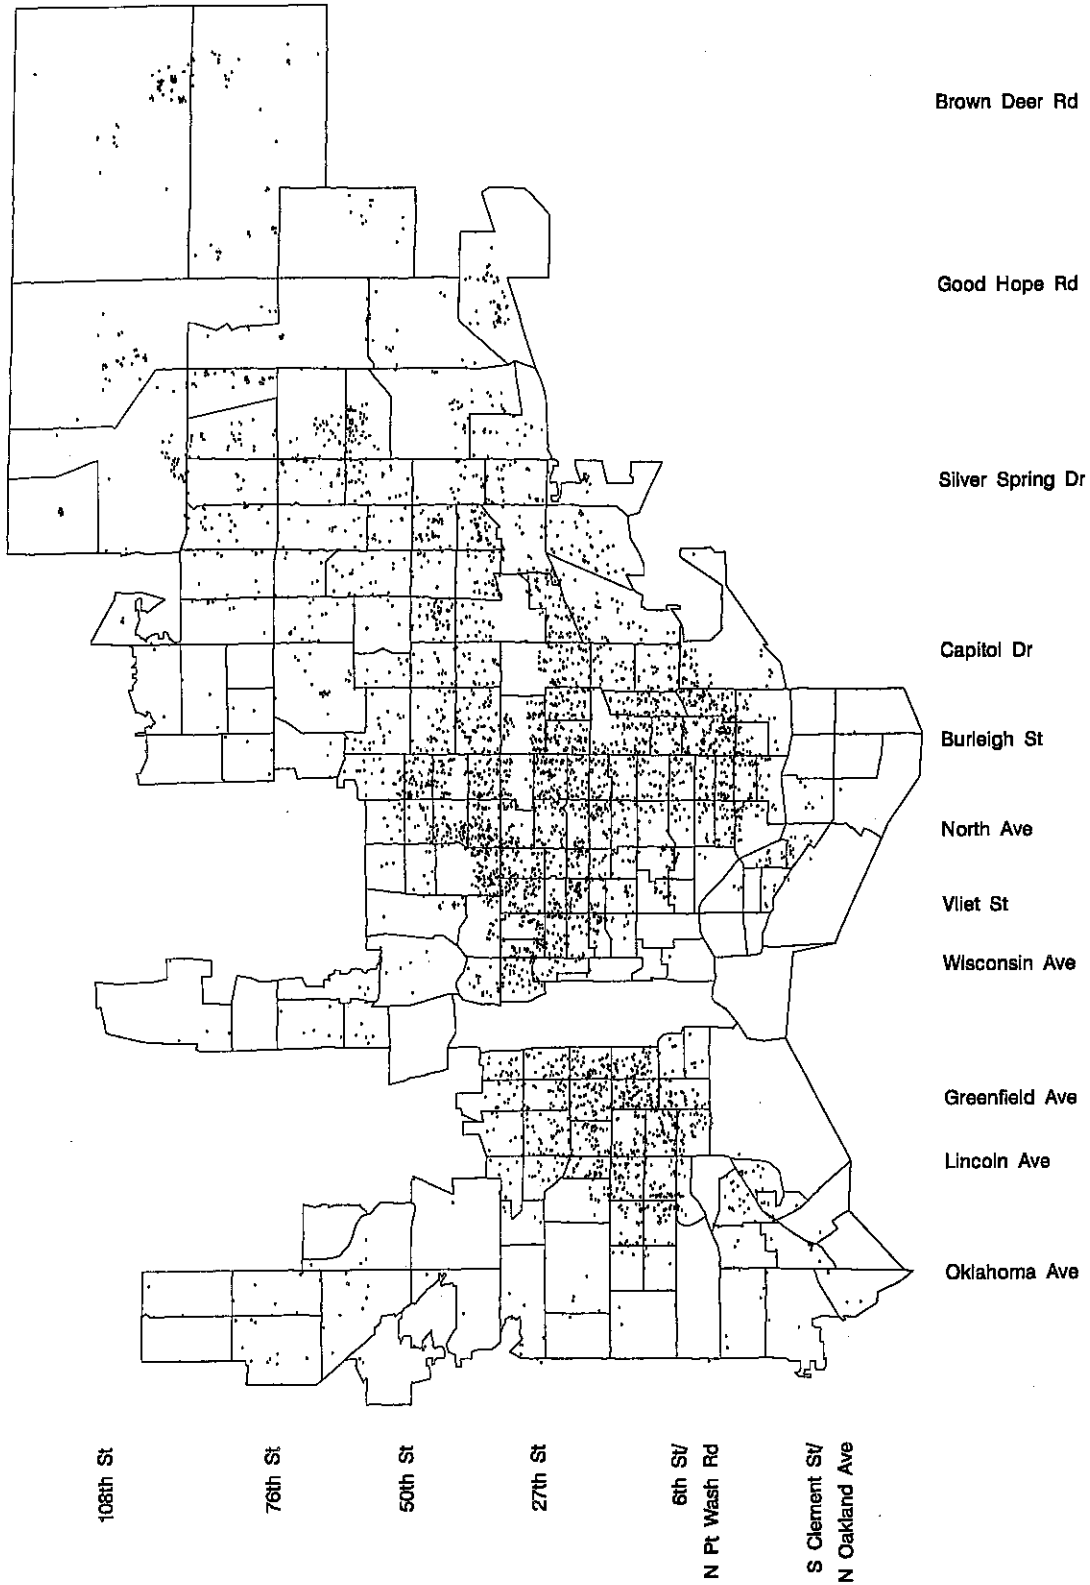 Brown Deer Rd
Good Hope Rd
Silver Spring Dr
Capitol Dr
Burleigh St
North Ave
Vliet St
Wisconsin Ave
Greenfield Ave
Lincoln Ave
Oklahoma Ave
108th St
76th St
50th St
27th St
6th St/
N Pt Wash Rd
S Clement St/
N Oakland Ave